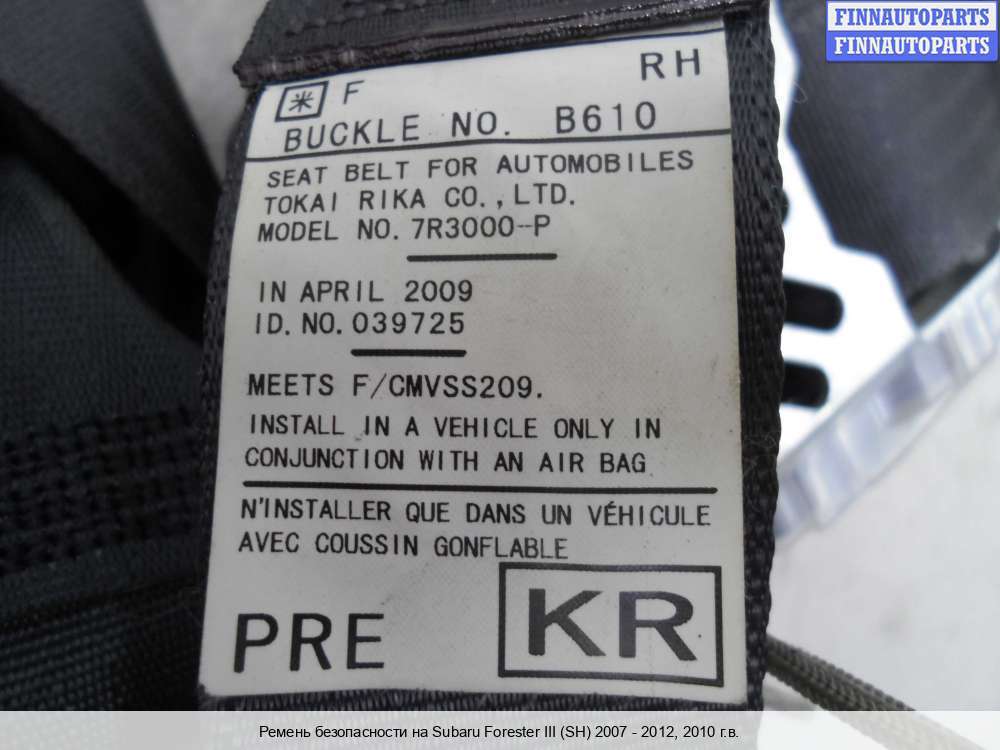 FINNAUTOPARTS
FINNAUTOPARTS
F RH
BUCKLE NO. B610
SEAT BELT FOR AUTOMOBILES
TOKAI RIKA CO., LTD.
MODEL NO. 7R3000-P
IN APRIL 2009
ID. NO. 039725
MEETS F/CMVSS209.
INSTALL IN A VEHICLE ONLY IN
CONJUNCTION WITH AN AIR BAG
N'INSTALLER QUE DANS UN VÉHICULE
AVEC COUSSIN GONFLABLE
PRE KR
Ремень безопасности на Subaru Forester III (SH) 2007 - 2012, 2010 г.в.